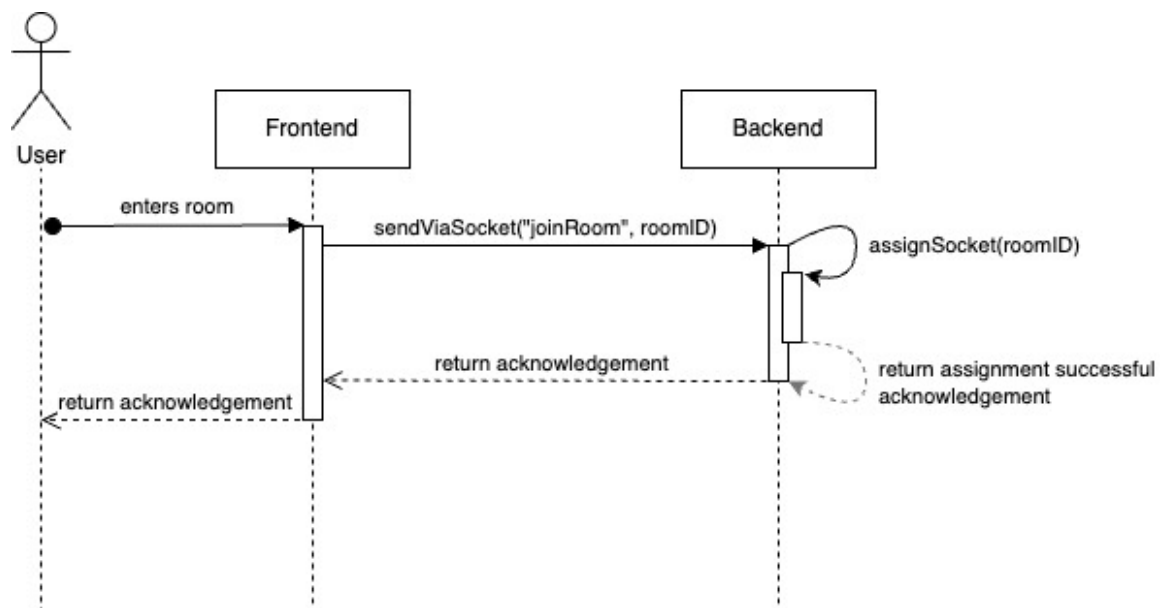 User
Frontend
Backend
enters room
sendViaSocket("joinRoom", roomID)
assignSocket(roomID)
return acknowledgement
return assignment successful
acknowledgement
return acknowledgement